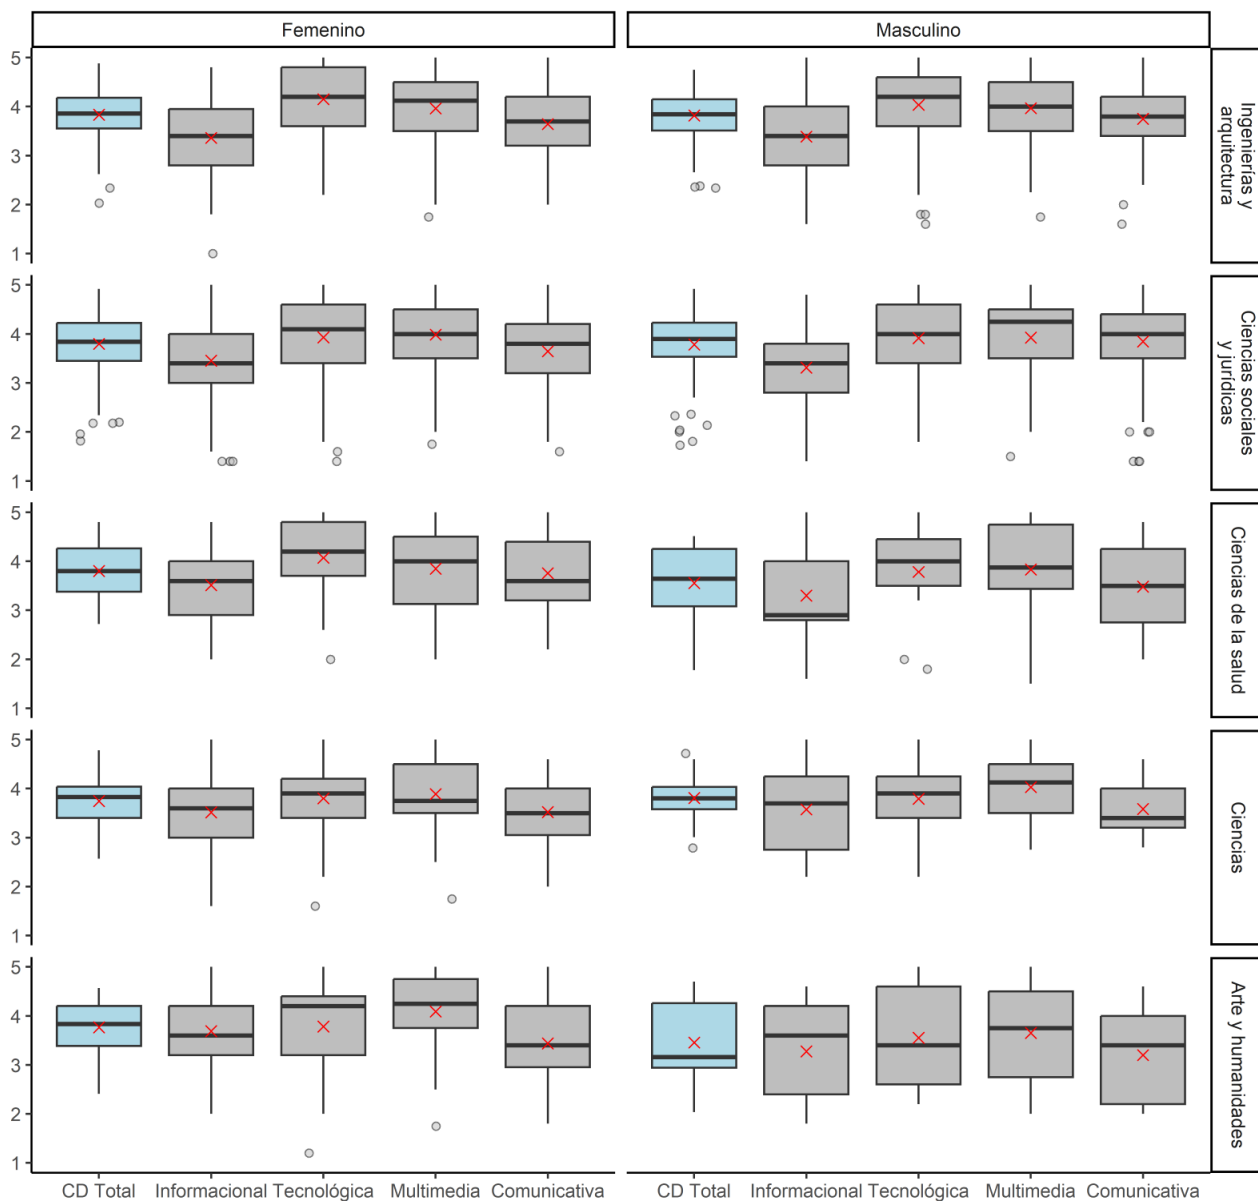 Femenino
Masculino
5
4
3
2
1
Ingenierías y
arquitectura
5
4
3
2
1
Ciencias sociales
y jurídicas
5
4
3
2
1
Ciencias de la salud
5
4
3
2
1
Ciencias
5
4
3
2
1
Arte y humanidades
CD Total Informacional Tecnológica Multimedia Comunicativa
CD Total Informacional Tecnológica Multimedia Comunicativa